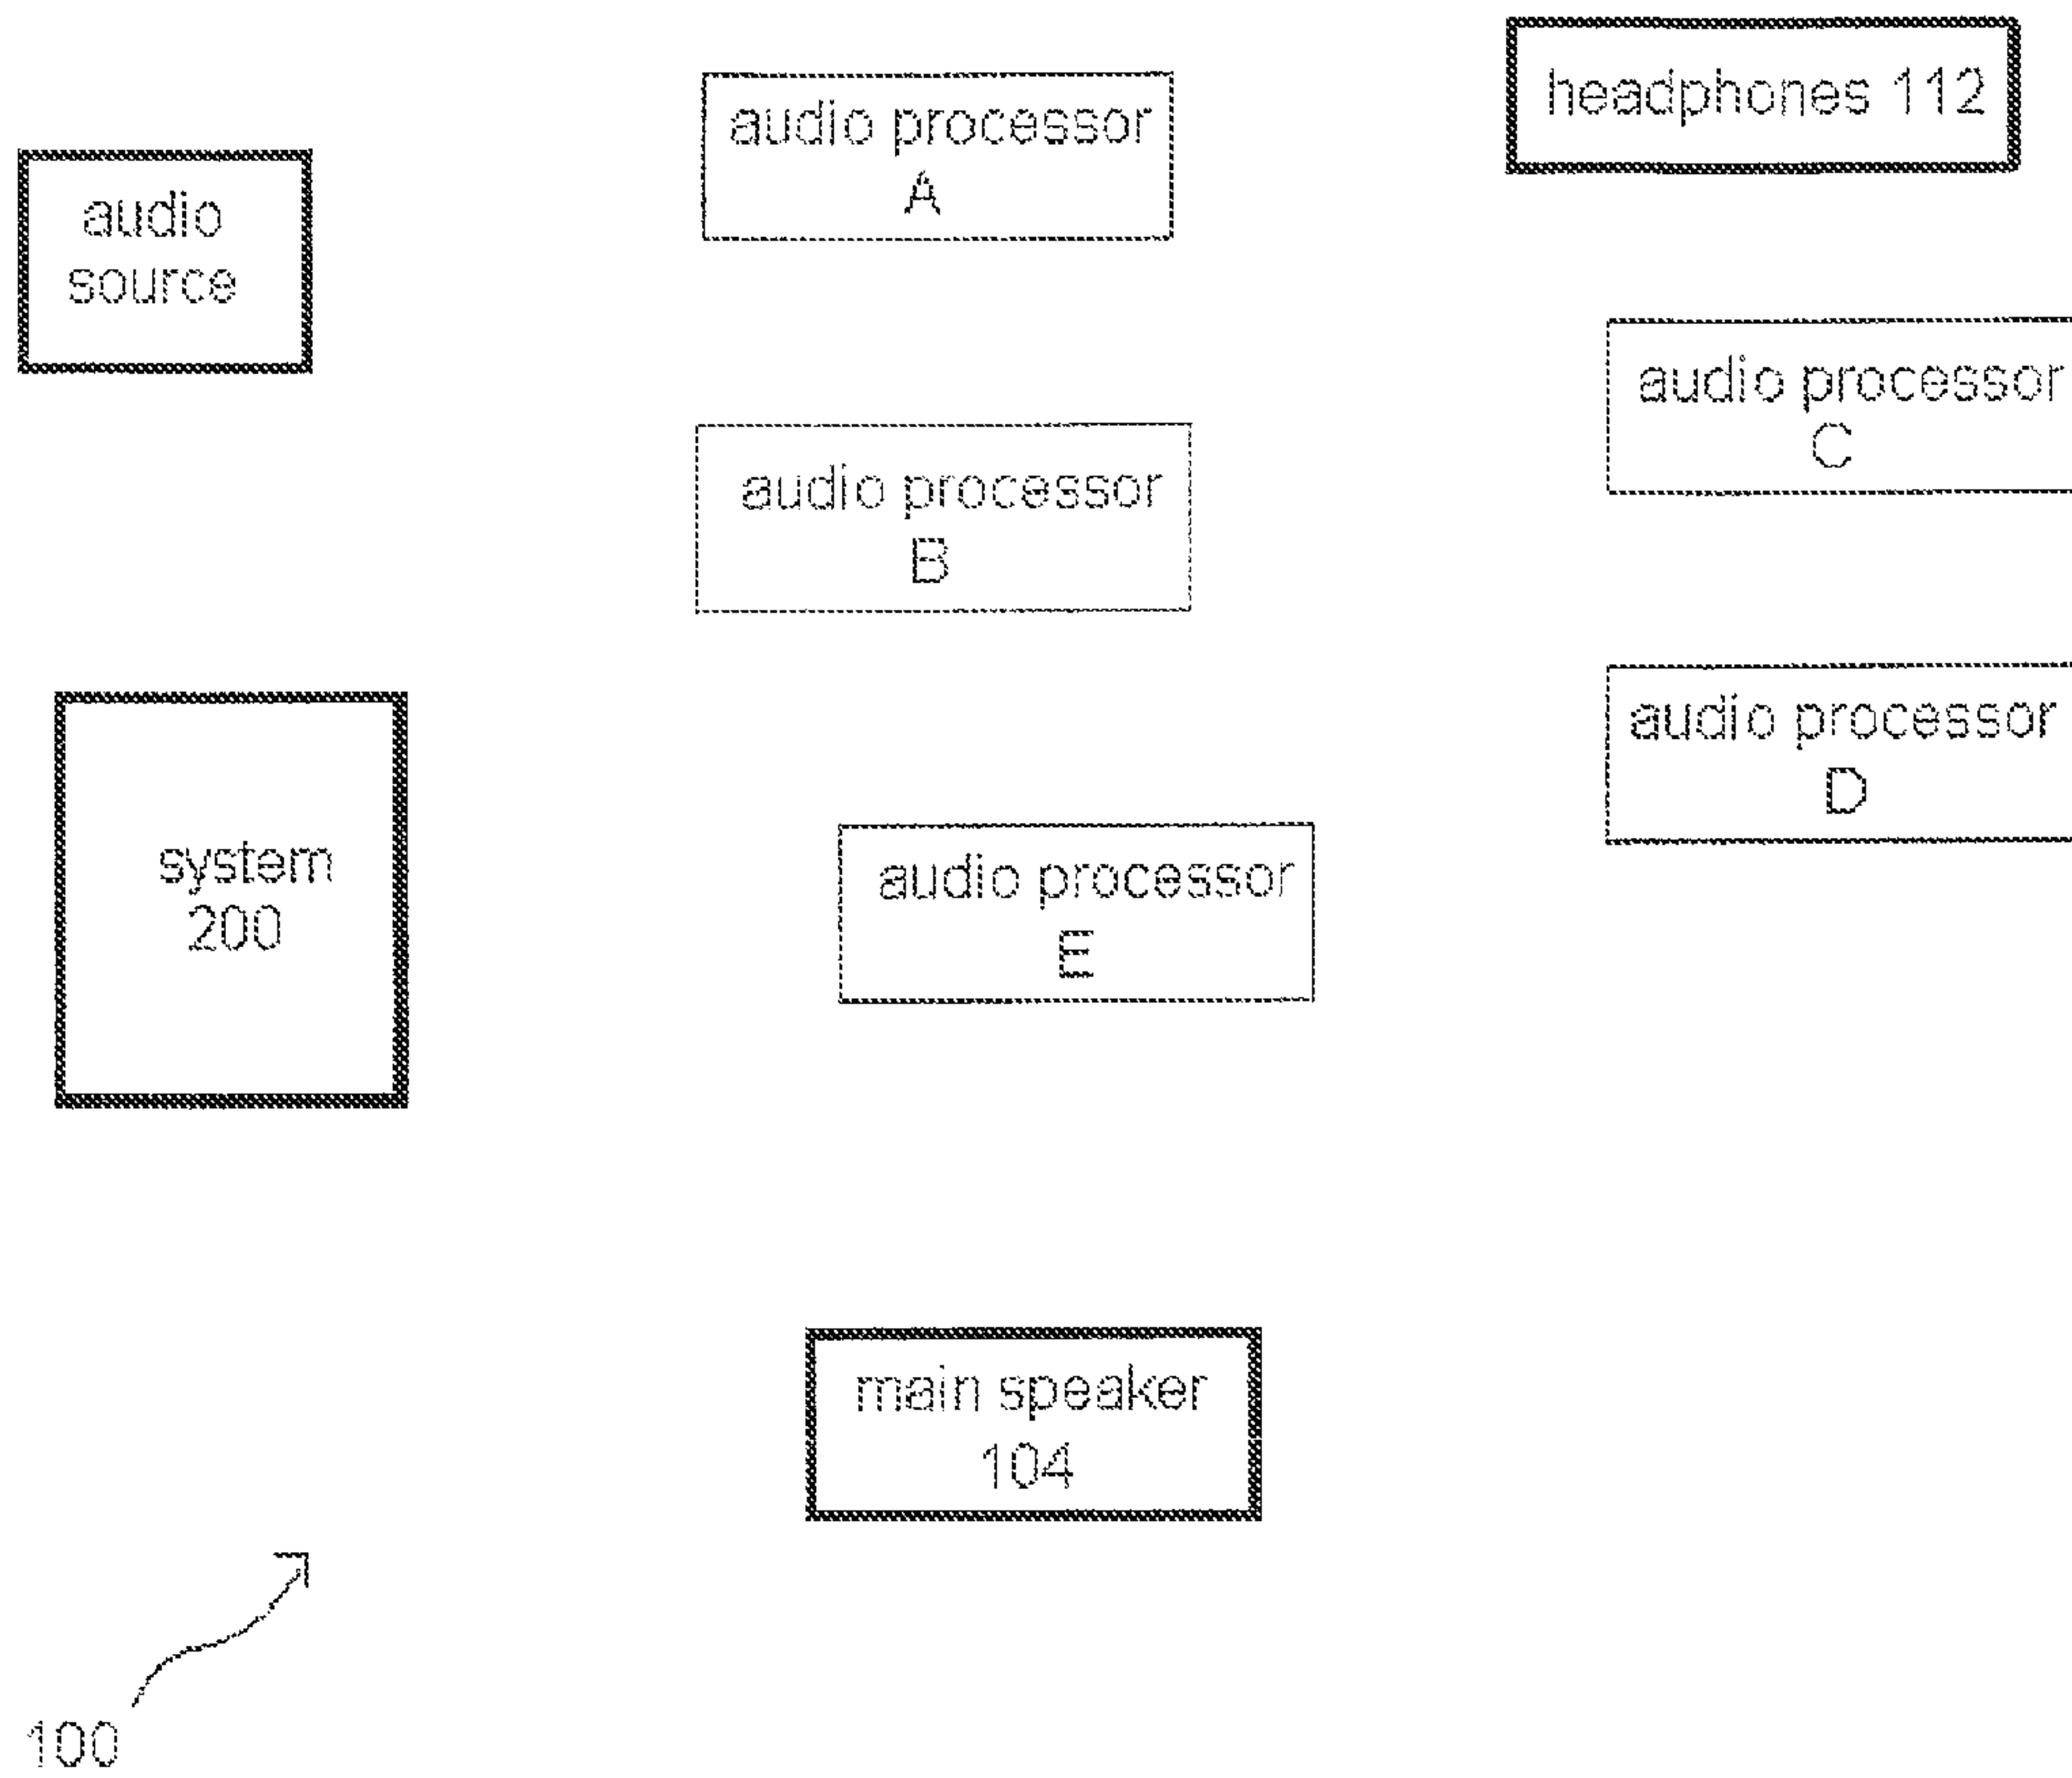 headphones 112
audio processor
A
audio
source
audio processor
C
audio processor
B
audio processor
D
system
200
audio processor
E
main speaker
104
100